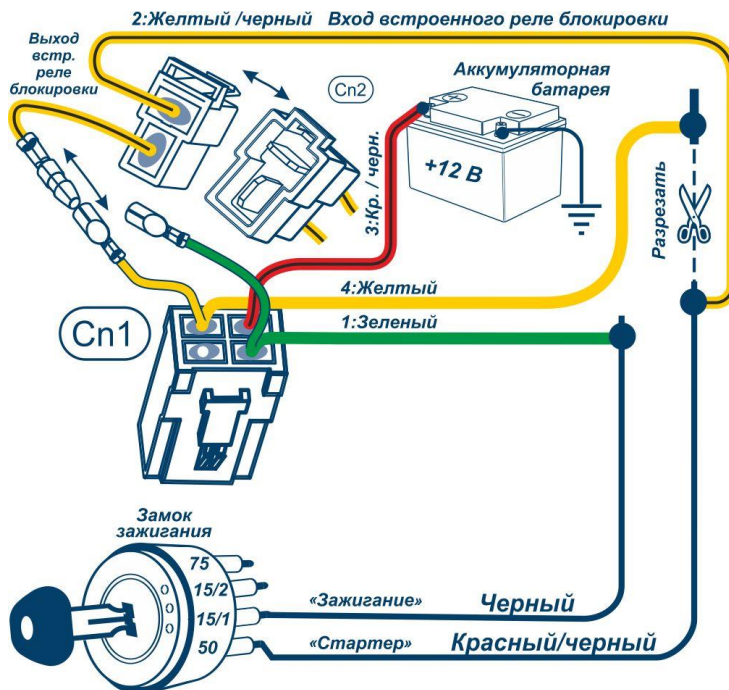 2:Желтый /черный Вход встроенного реле блокировки
Выход
встр.
реле
блокировки
Cn2
Аккумуляторная
батарея
+12 В
3:Кр. / черн.
Разрезать
4:Желтый
1:Зеленый
Cn1
Замок
зажигания
75
15/2
15/1
50
«Зажигание» Черный
«Стартер» Красный/черный